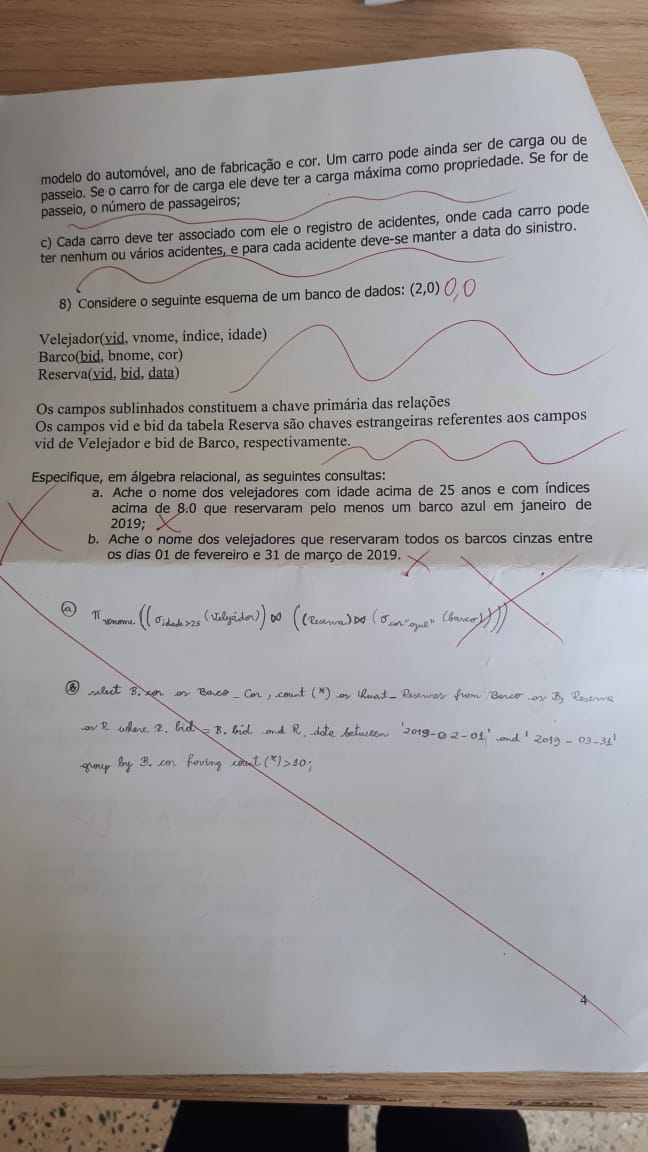 modelo do automóvel, ano de fabricação e cor. Um carro pode ainda ser de carga ou de
passeio. Se o carro for de carga ele deve ter a carga máxima como propriedade. Se for de
passeio, o número de passageiros;
c) Cada carro deve ter associado com ele o registro de acidentes, onde cada carro pode
ter nenhum ou vários acidentes, e para cada acidente deve-se manter a data do sinistro.
8) Considere o seguinte esquema de um banco de dados: (2,0) 0,0
Velejador(vid, vnome, índice, idade)
Barco(bid, bnome, cor)
Reserva(vid, bid, data)
Os campos sublinhados constituem a chave primária das relações
Os campos vid e bid da tabela Reserva são chaves estrangeiras referentes aos campos
vid de Velejador e bid de Barco, respectivamente.
Especifique, em álgebra relacional, as seguintes consultas:
a. Ache o nome dos velejadores com idade acima de 25 anos e com índices
acima de 8.0 que reservaram pelo menos um barco azul em janeiro de
2019;
b. Ache o nome dos velejadores que reservaram todos os barcos cinzas entre
os dias 01 de fevereiro e 31 de março de 2019.
a π vnome ((σ idade>25 (Velejador)) ⋈ ((Reserva) ⋈ (σ (barco))))
b select B. cor as Barco_Cor, count (*) as from Barco as B, Reserva
as R where R. bid = B. bid and R. date between '2019-02-01' and '2019-03-31'
group by B. cor having count (*) > 10;
4